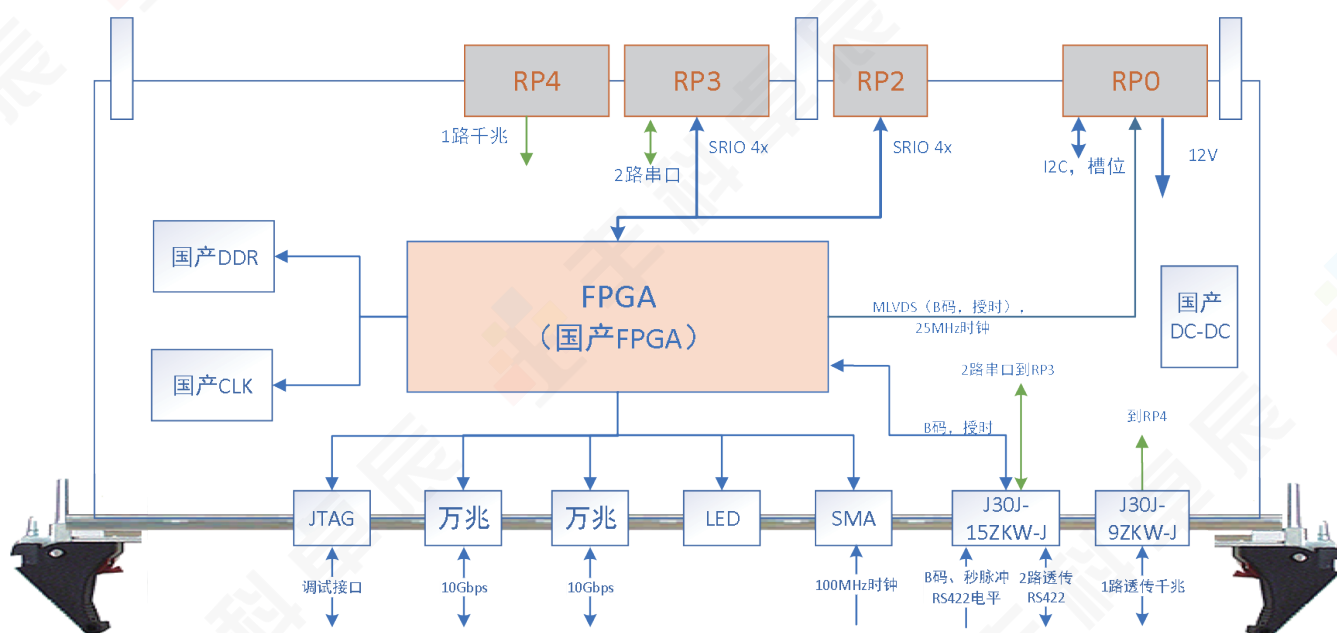 RP4
RP3
RP2
RP0
1路千兆
2路串口
SRIO 4x
SRIO 4x
I2C，槽位
12V
国产DDR
国产CLK
FPGA
（国产FPGA）
MLVDS（B码，授时），
25MHz时钟
国产
DC-DC
2路串口到RP3
B码，授时
到RP4
JTAG
万兆
万兆
LED
SMA
J30J-
15ZKW-J
J30J-
9ZKW-J
调试接口
10Gbps
10Gbps
100MHz时钟
B码、秒脉冲
RS422电平
2路透传
RS422
1路透传千兆